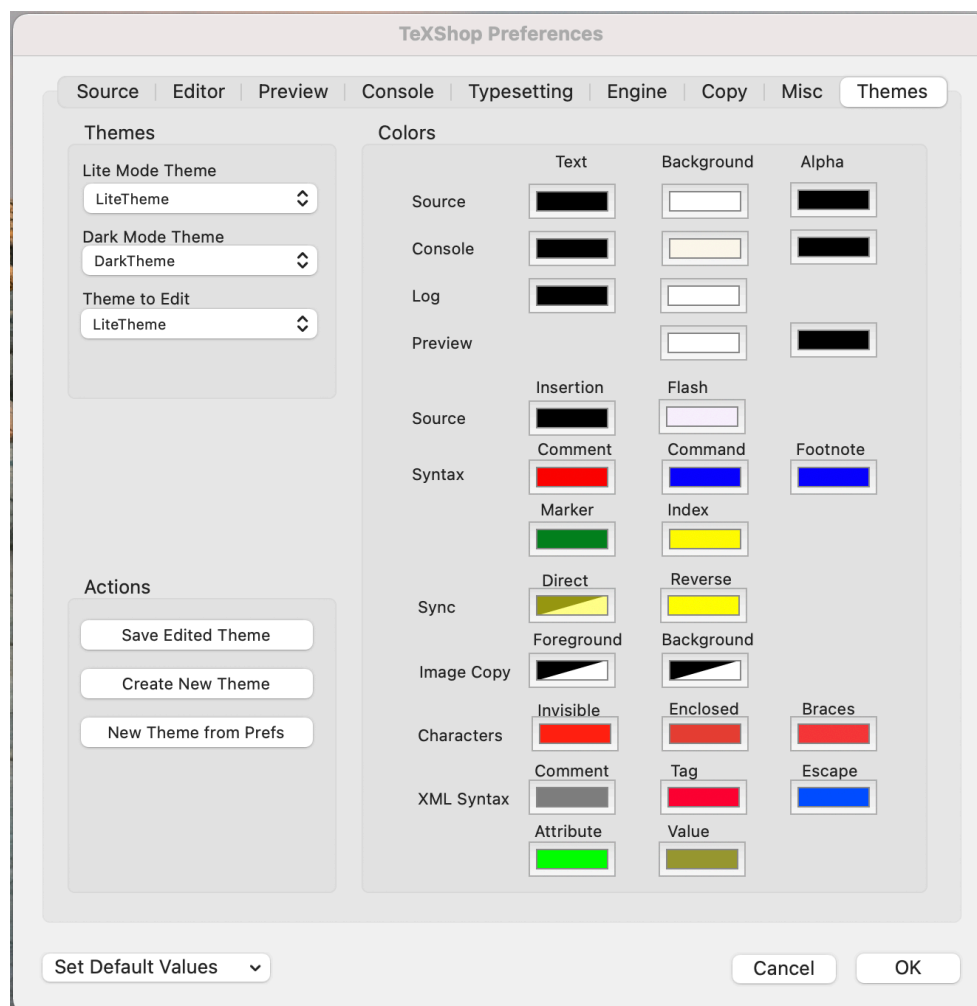 TeXShop Preferences
Source Editor Preview Console Typesetting Engine Copy Misc Themes
Themes
Lite Mode Theme
LiteTheme
Dark Mode Theme
DarkTheme
Theme to Edit
LiteTheme
Actions
Save Edited Theme
Create New Theme
New Theme from Prefs
Colors
Text Background Alpha
Source
Console
Log
Preview
Insertion Flash
Source
Comment Command Footnote
Syntax
Marker Index
Direct Reverse
Sync
Foreground Background
Image Copy
Invisible Enclosed Braces
Characters
Comment Tag Escape
XML Syntax
Attribute Value
Set Default Values
Cancel OK